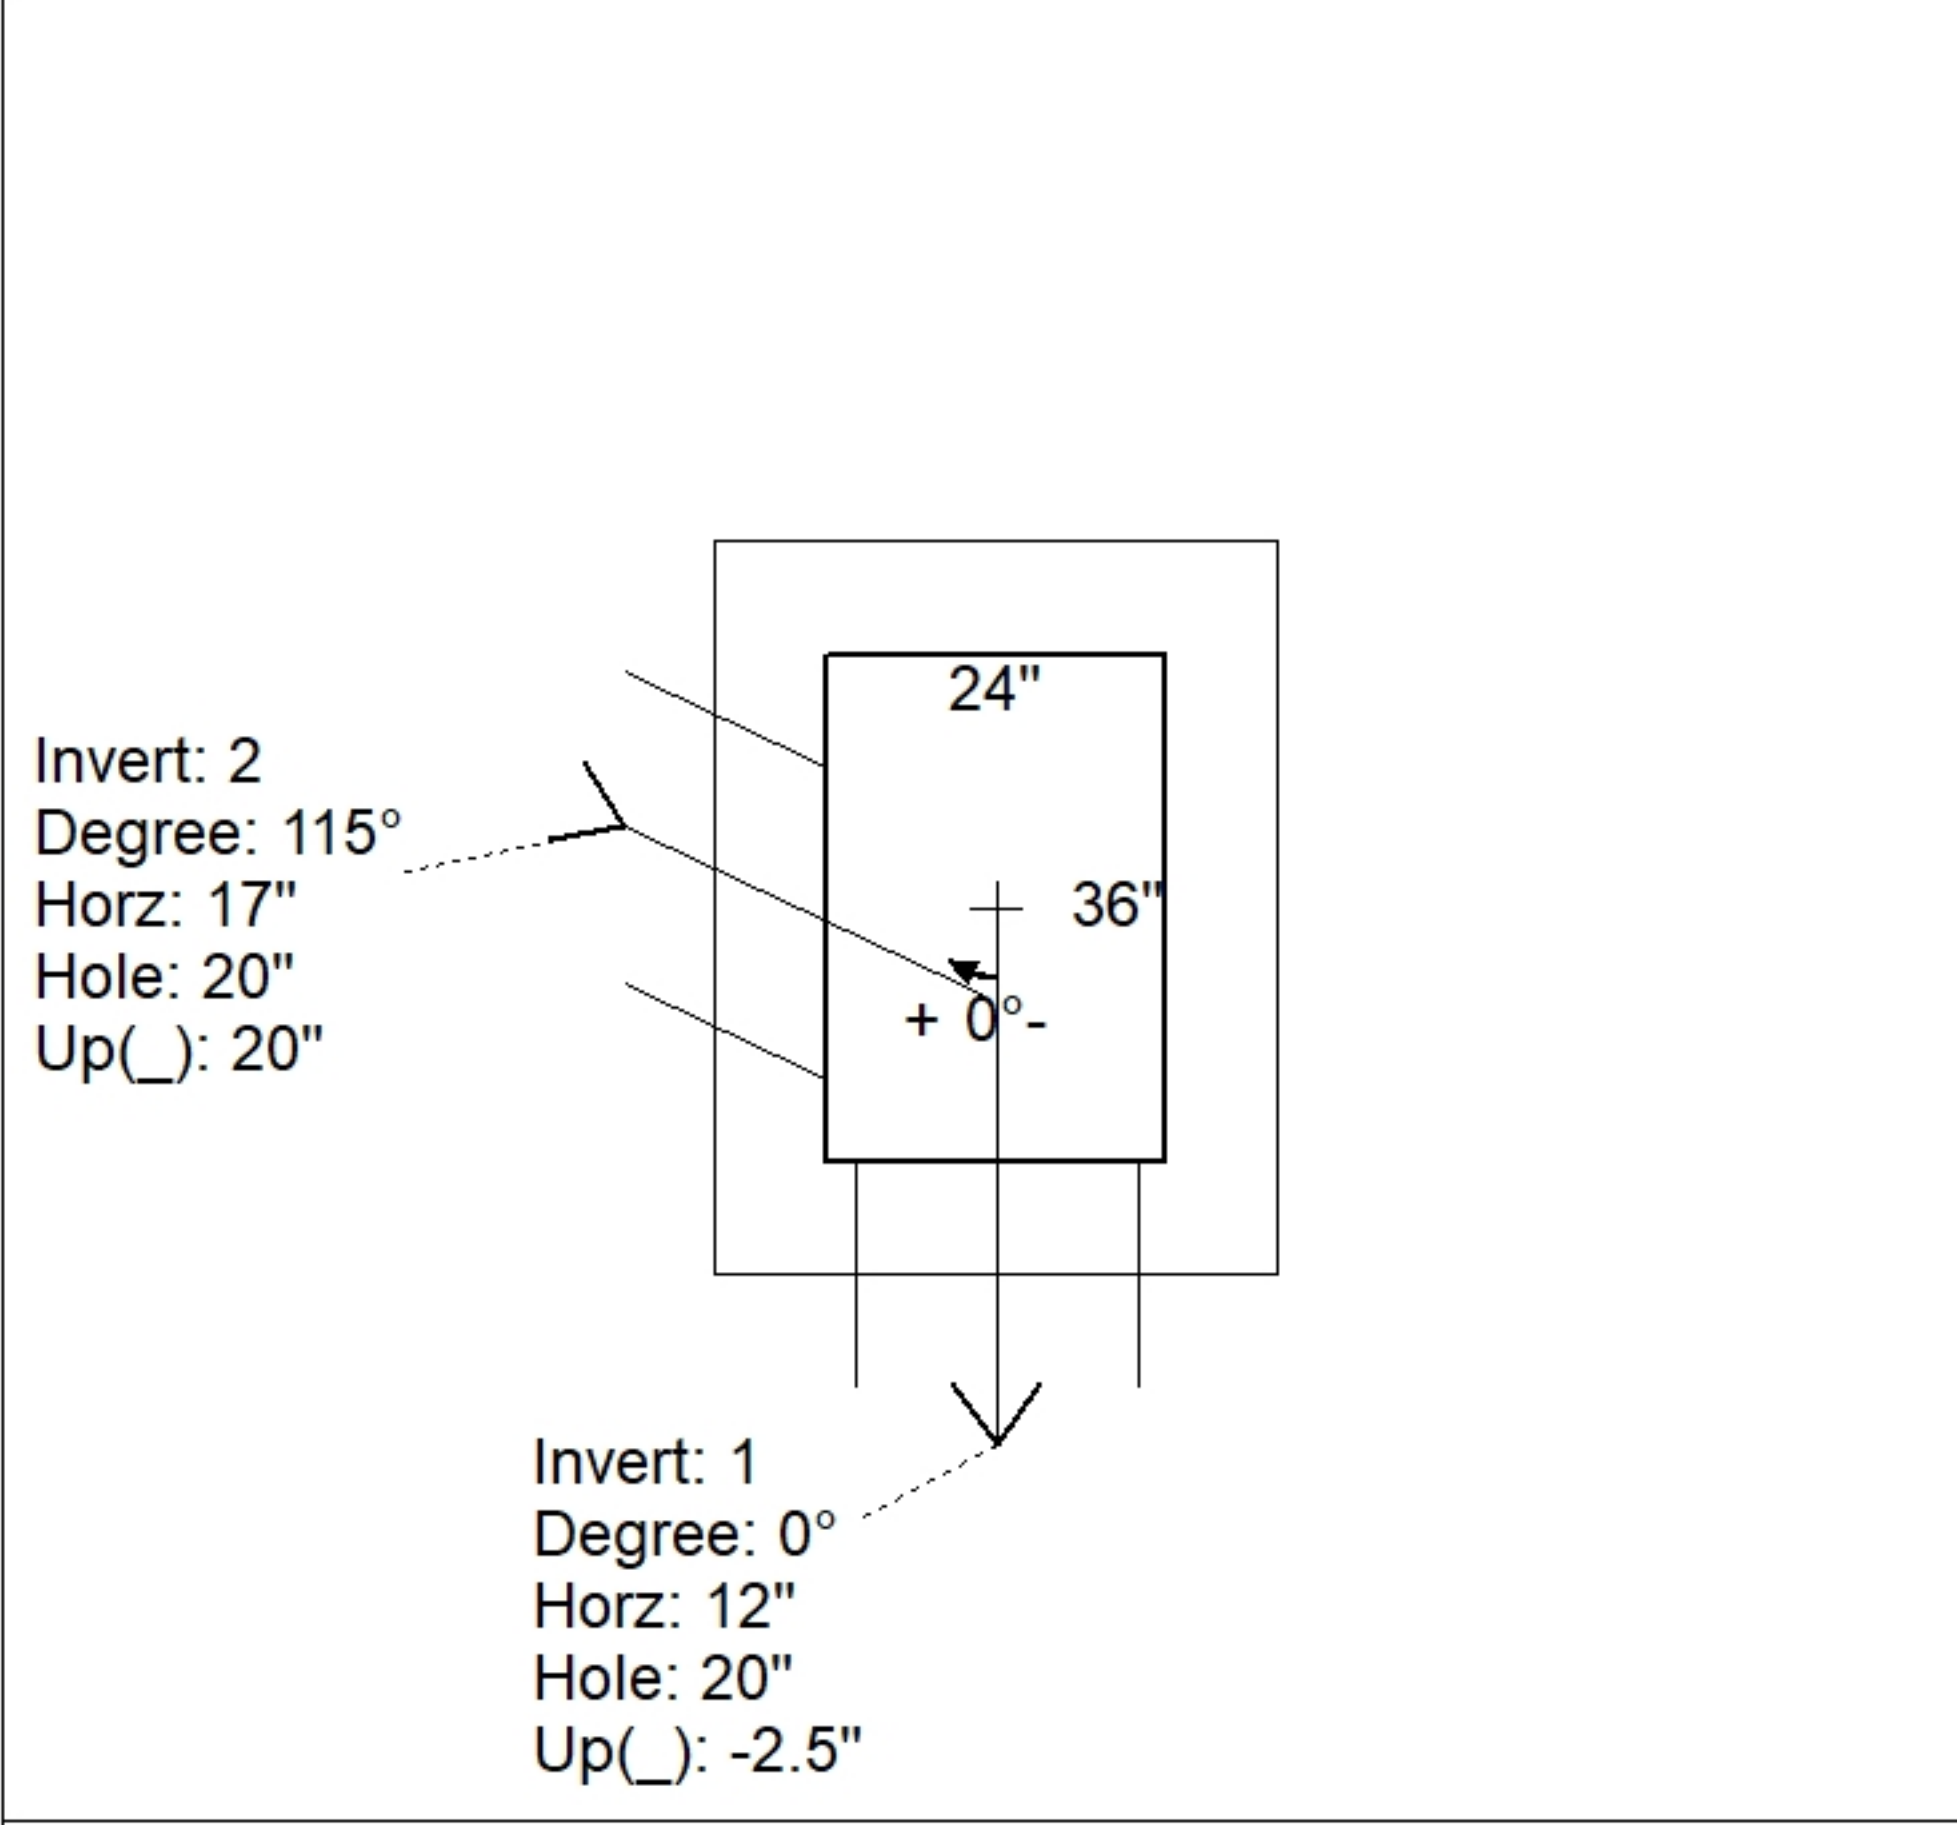 24"
36"
+ 0°-
Invert: 2
Degree: 115°
Horz: 17"
Hole: 20"
Up(_): 20"
Invert: 1
Degree: 0°
Horz: 12"
Hole: 20"
Up(_): -2.5"